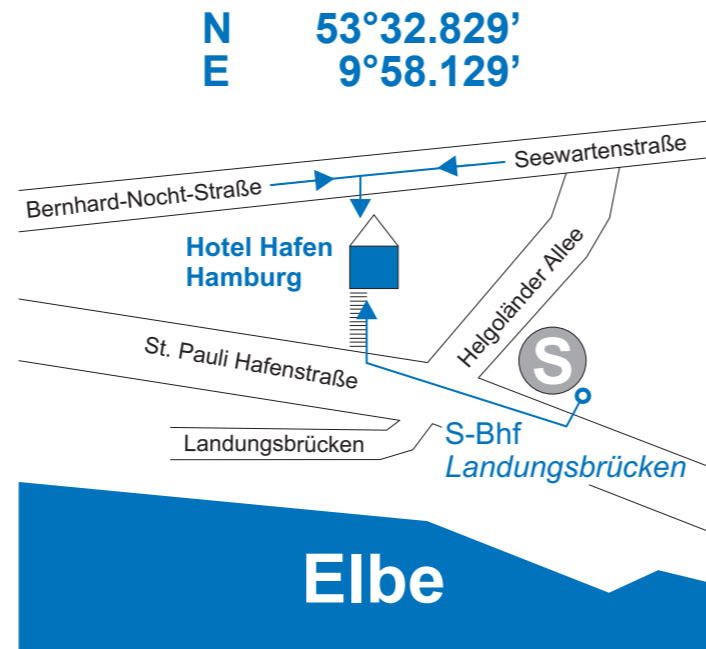 N 53°32.829’
E 9°58.129’
Seewartenstraße
Bernhard-Nocht-Straße
Hotel Hafen
Hamburg
Helgoländer Allee
St. Pauli Hafenstraße
S
S-Bhf
Landungsbrücken
Landungsbrücken
Elbe